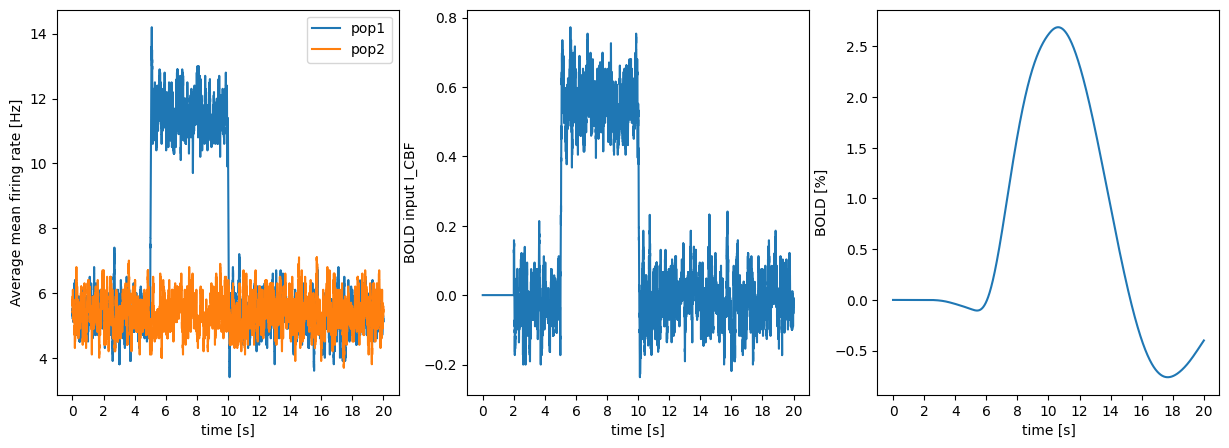 Average mean firing rate [Hz]
14
12
10
8
6
4
pop1
pop2
0 2 4 6 8 10 12 14 16 18 20
time [s]
BOLD input I_CBF
0.8
0.6
0.4
0.2
0.0
−0.2
0 2 4 6 8 10 12 14 16 18 20
time [s]
BOLD [%]
2.5
2.0
1.5
1.0
0.5
0.0
−0.5
0 2 4 6 8 10 12 14 16 18 20
time [s]